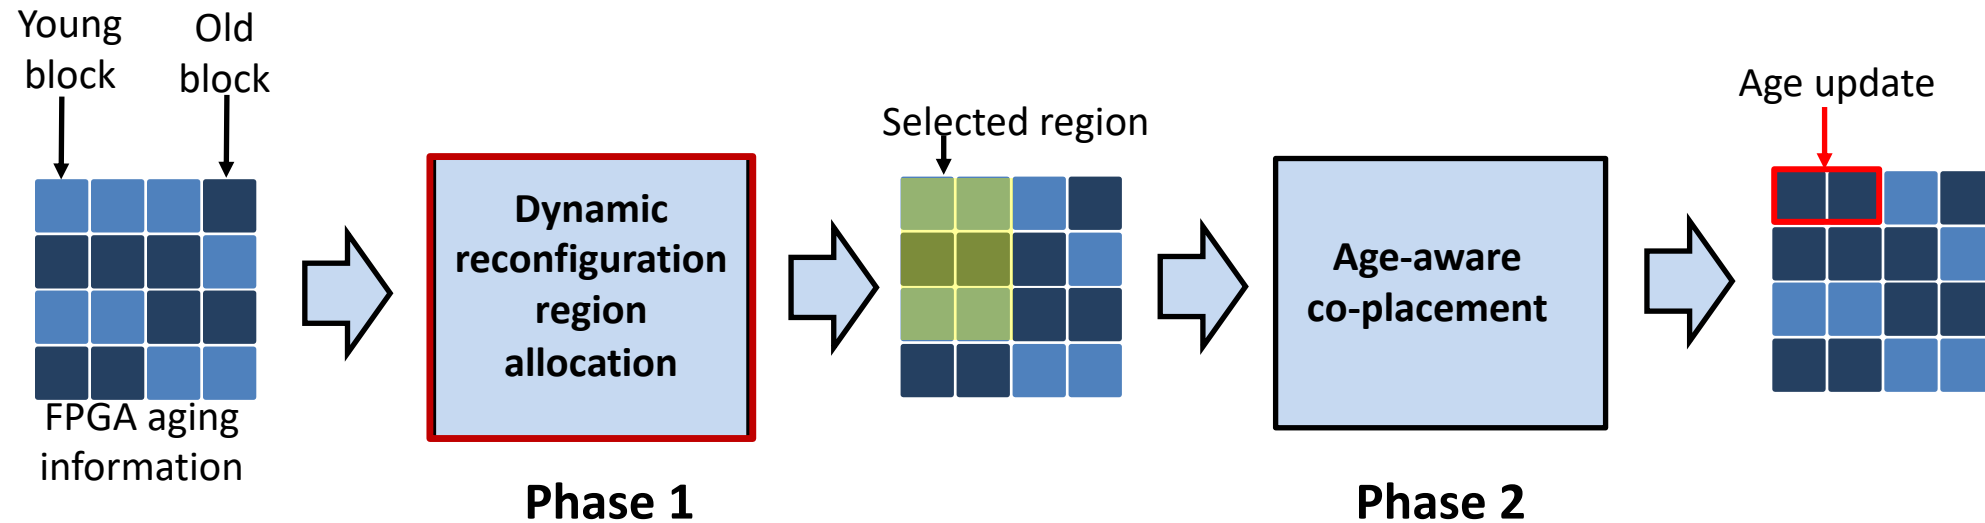 Young
block
Old
block
FPGA aging
information
Dynamic
reconfiguration
region
allocation
Phase 1
Selected region
Age-aware
co-placement
Phase 2
Age update